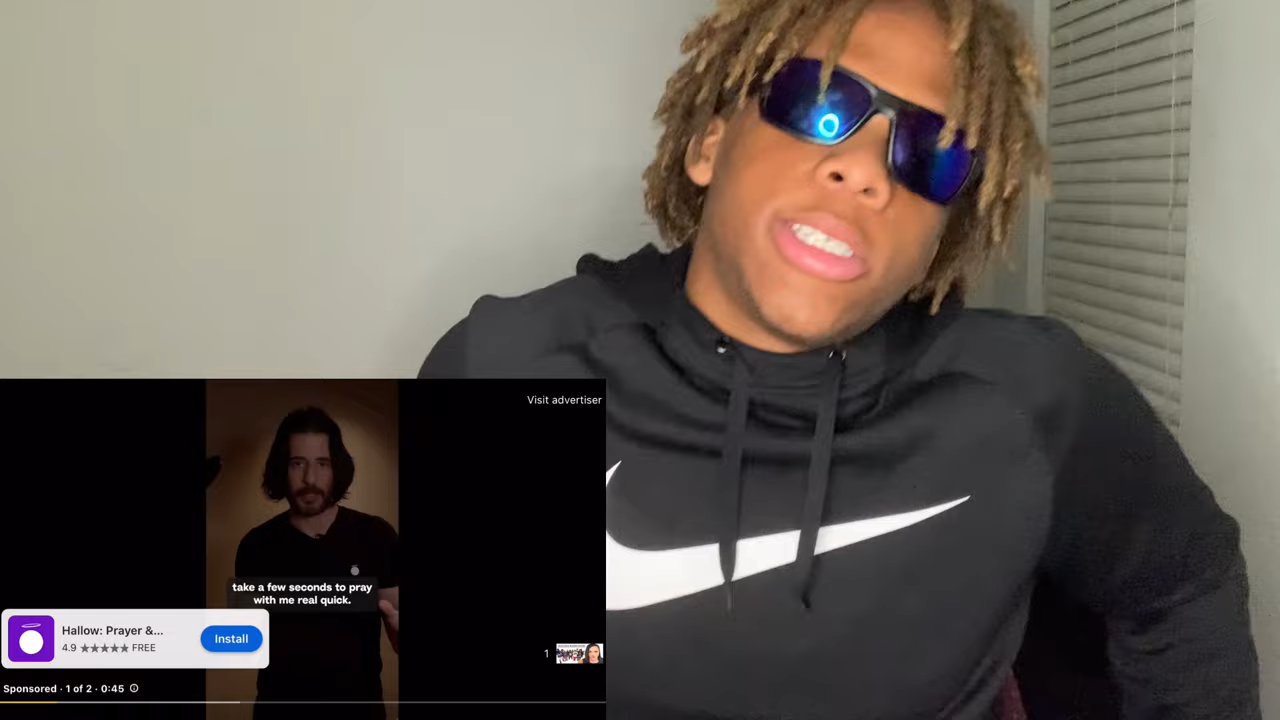 Visit advertiser
take a few seconds to pray
with me real quick.
Hallow: Prayer &...
4.9 ★★★★★ FREE
Install
1
Sponsored · 1 of 2 · 0:45